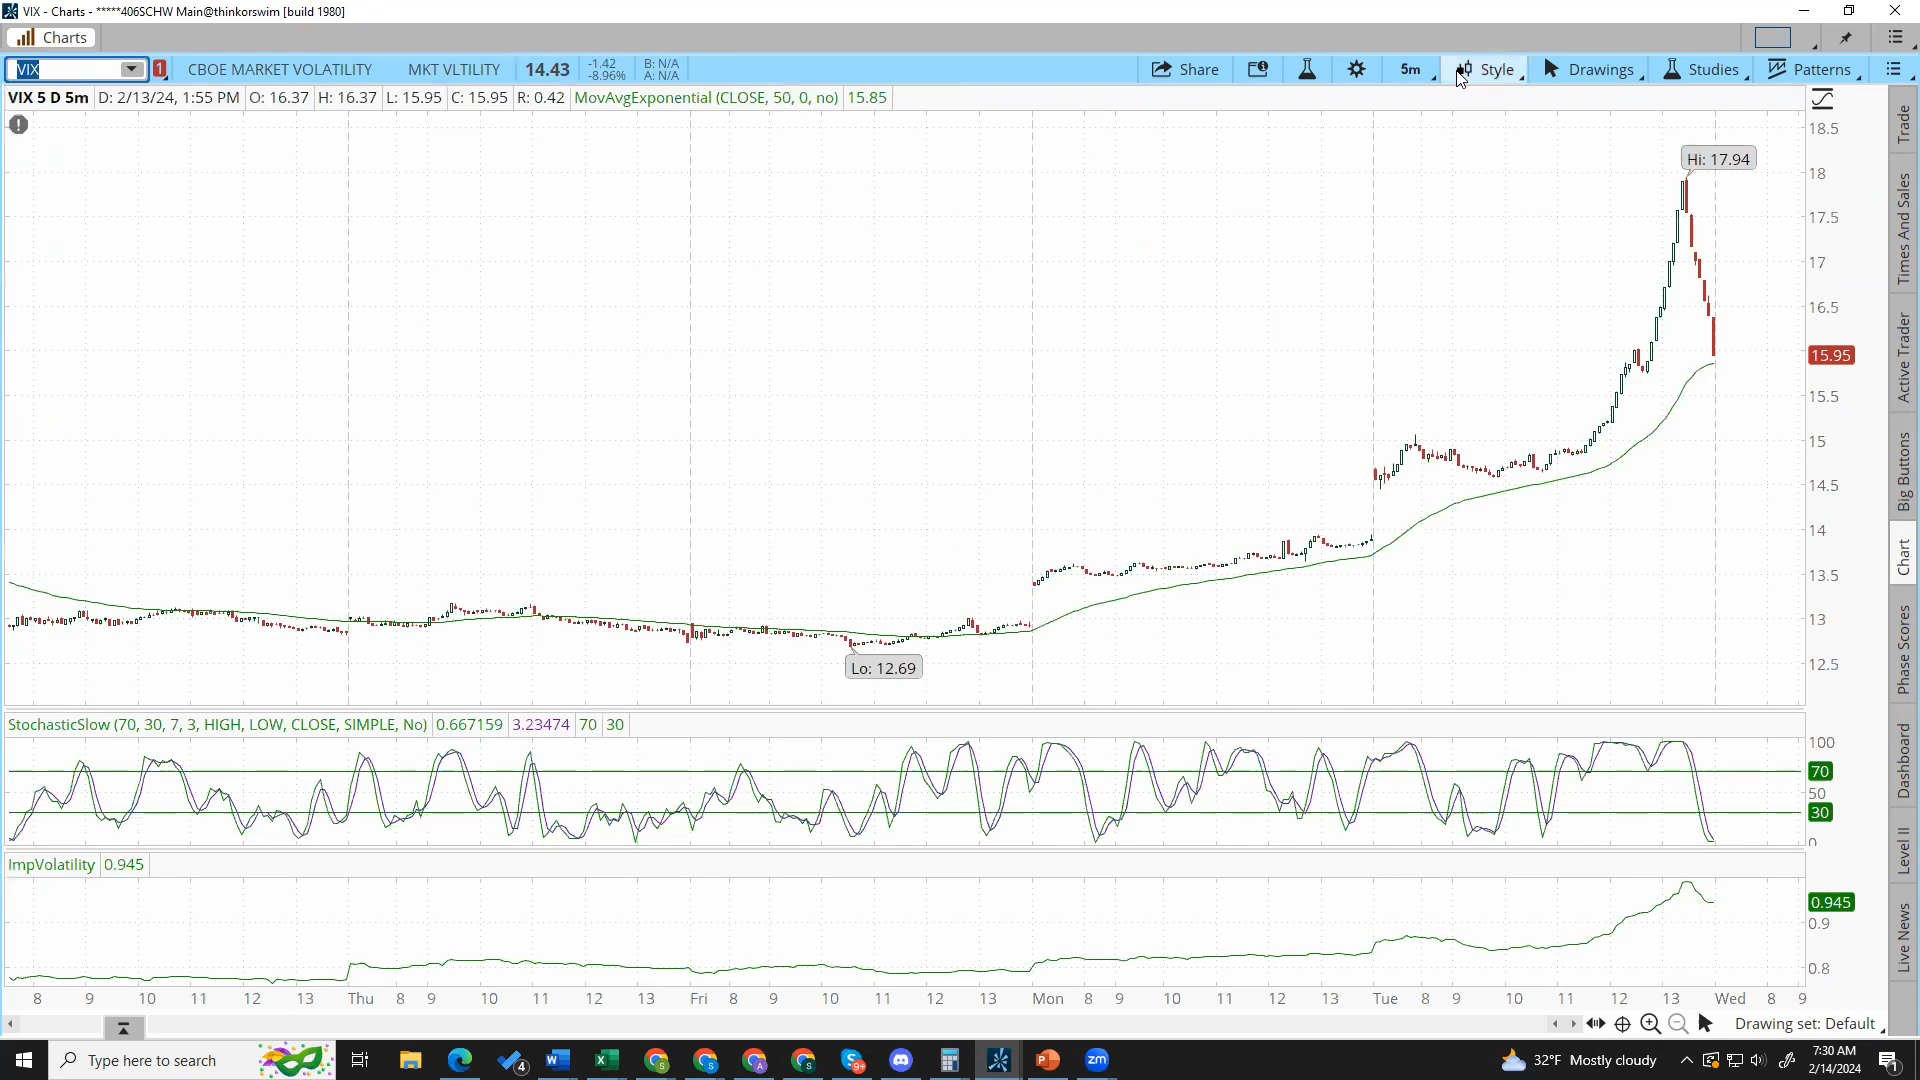 VIX - Charts - *****406SCHW Main@thinkorswim [build 1980]
Charts
VIX 1 CBOE MARKET VOLATILITY MKT VLTILITY 14.43 -1.42 -8.96% B: N/A A: N/A Share 5m Style Drawings Studies Patterns
VIX 5 D 5m D: 2/13/24, 1:55 PM O: 16.37 H: 16.37 L: 15.95 C: 15.95 R: 0.42 MovAvgExponential (CLOSE, 50, 0, no) 15.85
Hi: 17.94
Lo: 12.69
18.5
18
17.5
17
16.5
15.95
15.5
15
14.5
14
13.5
13
12.5
StochasticSlow (70, 30, 7, 3, HIGH, LOW, CLOSE, SIMPLE, No) 0.667159 3.23474 70 30
100
70
50
30
0
ImpVolatility 0.945
0.945
0.9
0.8
8 9 10 11 12 13 Thu 8 9 10 11 12 13 Fri 8 9 10 11 12 13 Mon 8 9 10 11 12 13 Tue 8 9 10 11 12 13 Wed 8 9
Drawing set: Default
Trade
Times And Sales
Active Trader
Big Buttons
Chart
Phase Scores
Dashboard
Level II
Live News
Type here to search
4
9+
zm
32°F Mostly cloudy
7:30 AM
2/14/2024
1